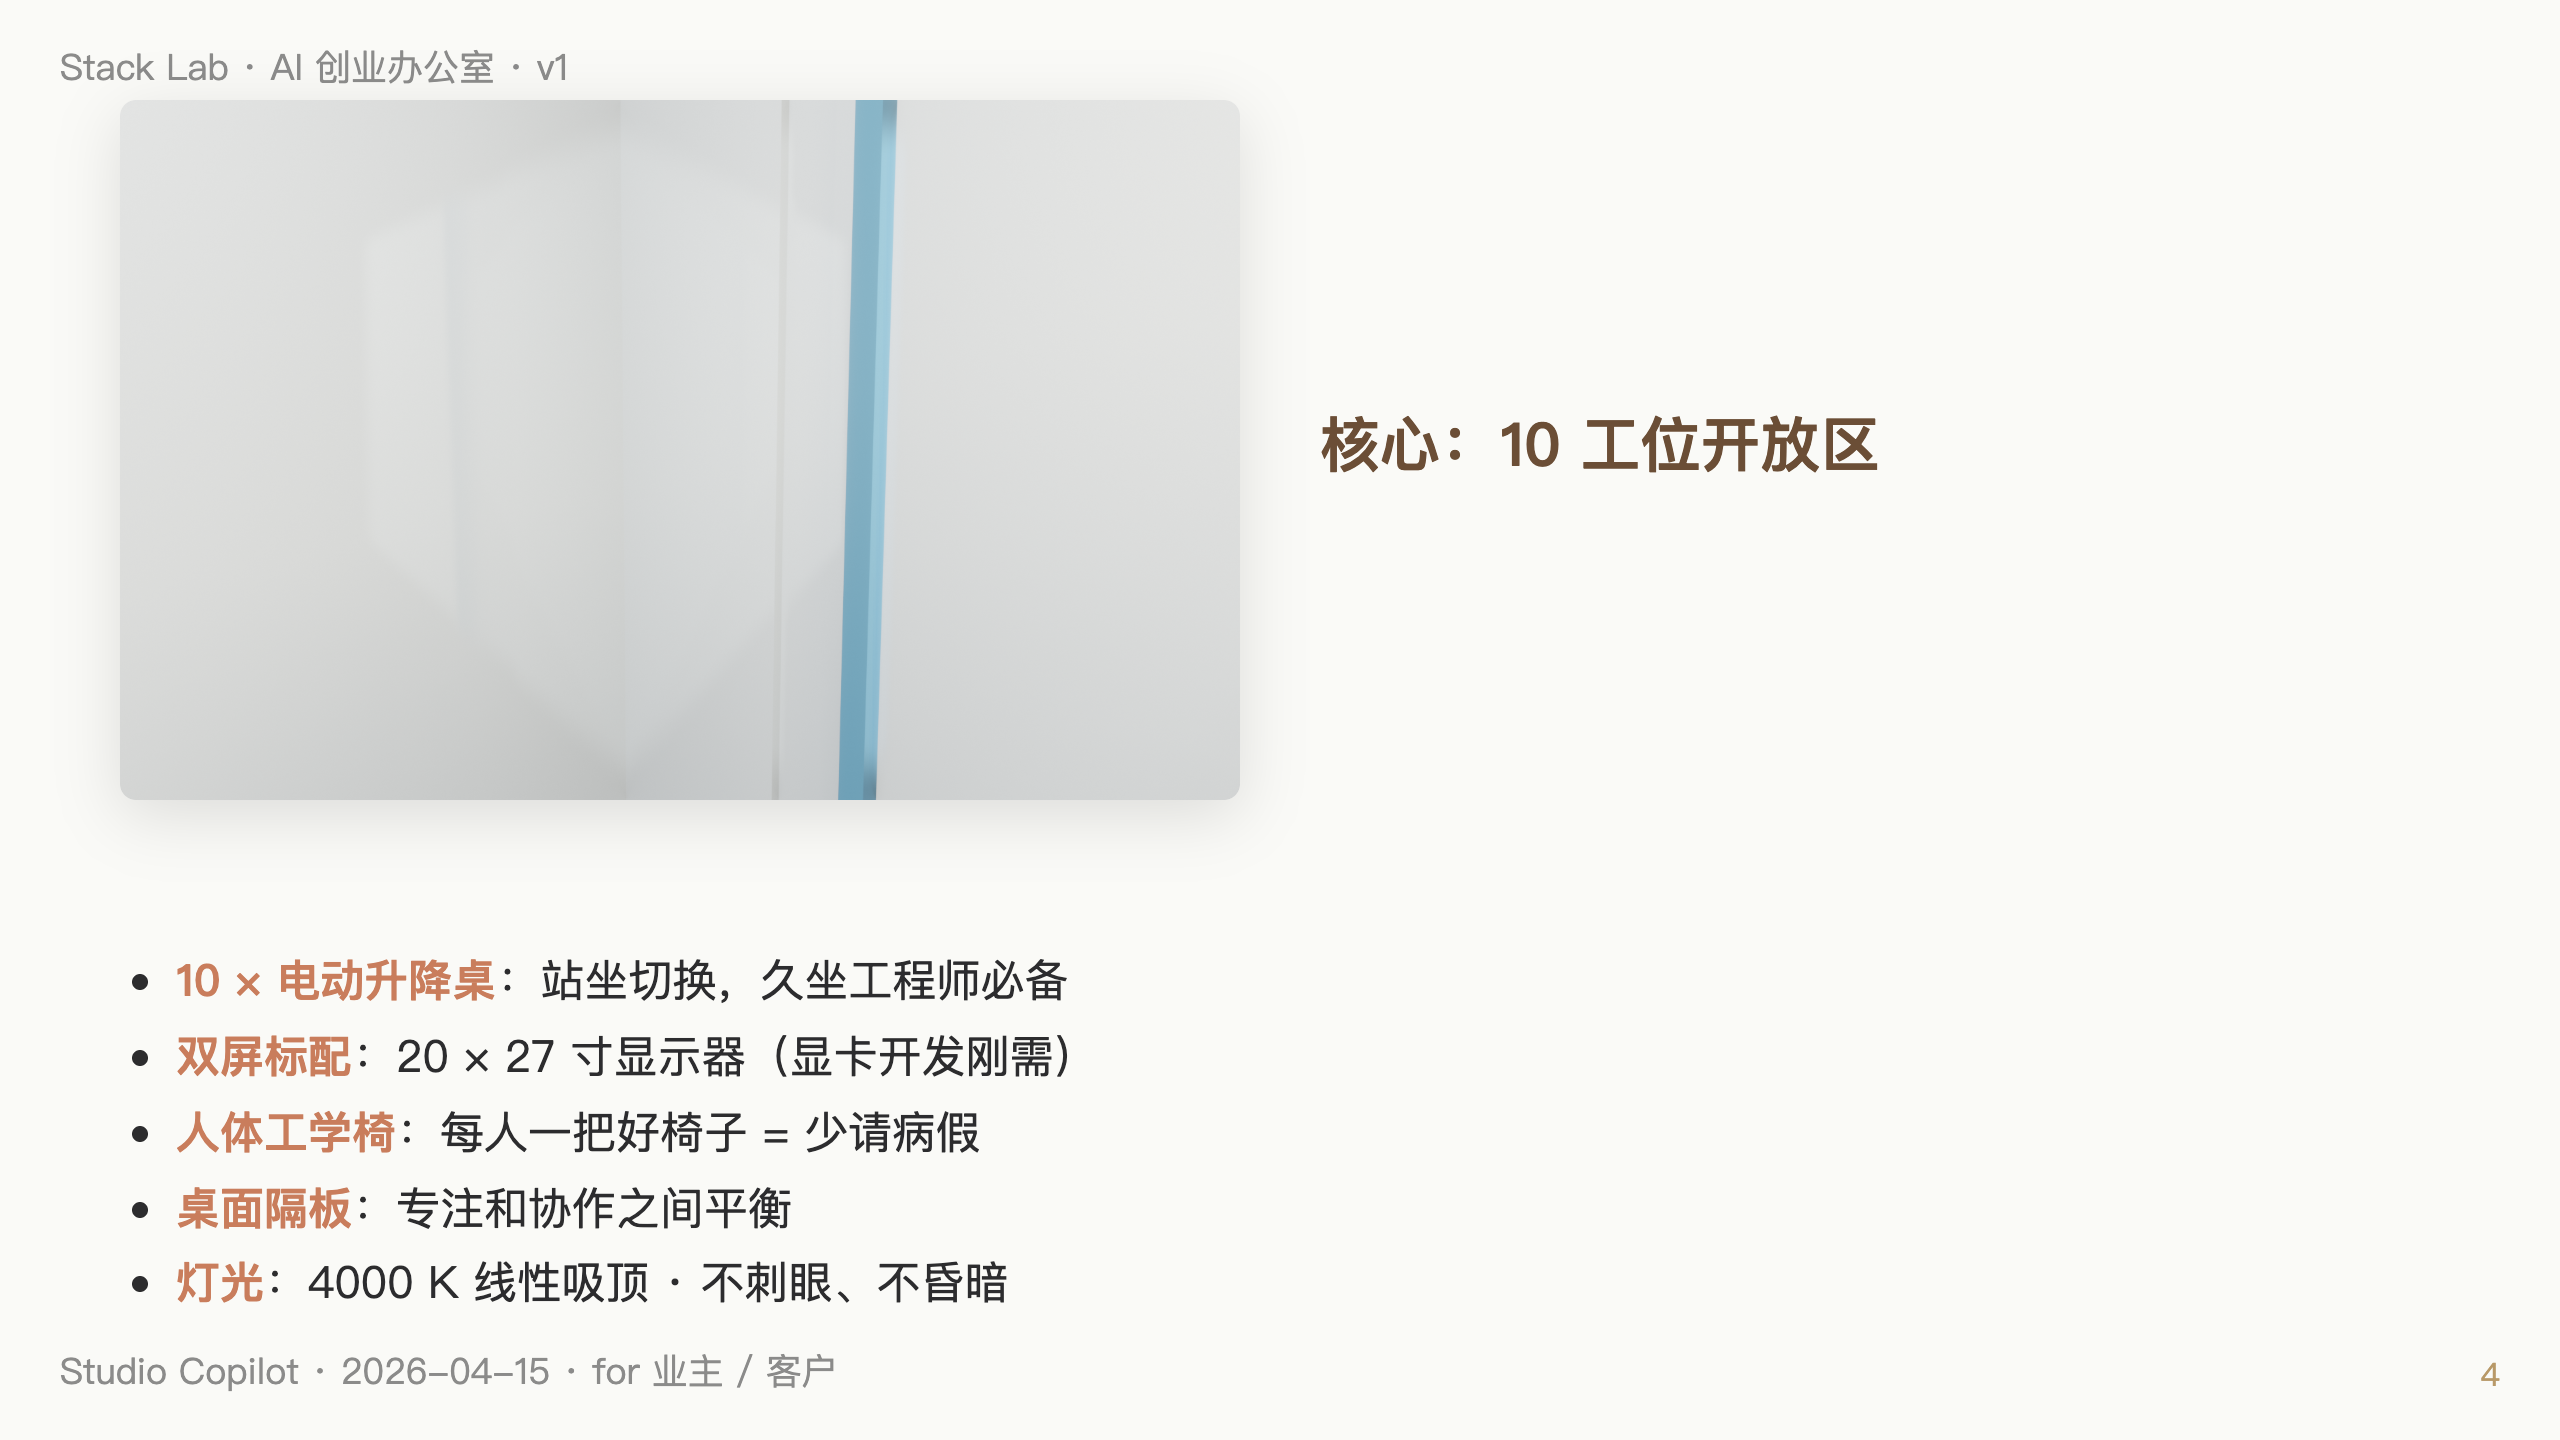 Stack Lab · AI 创业办公室 · v1
核心：10 工位开放区
• 10 × 电动升降桌：站坐切换，久坐工程师必备
• 双屏标配：20 × 27 寸显示器（显卡开发刚需）
• 人体工学椅：每人一把好椅子 = 少请病假
• 桌面隔板：专注和协作之间平衡
• 灯光：4000 K 线性吸顶 · 不刺眼、不昏暗
Studio Copilot · 2026-04-15 · for 业主 / 客户
4